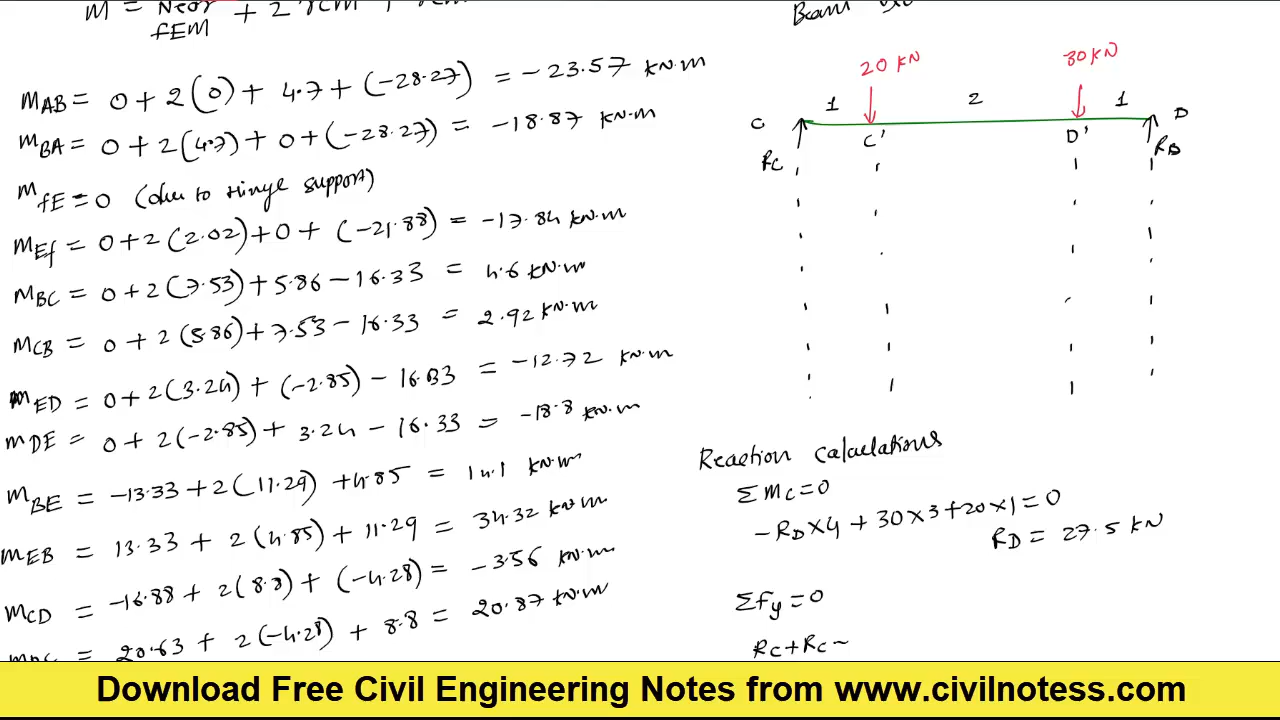 M = Near FEM + 2
MAB = 0 + 2(0) + 4.7 + (-28.27) = -23.57 kN.m
MBA = 0 + 2(4.7) + 0 + (-28.27) = -18.87 kN.m
MfE = 0 (due to Hinge support)
MEf = 0 + 2(2.02) + 0 + (-21.88) = -17.84 kN.m
MBC = 0 + 2(7.53) + 5.86 - 16.33 = 4.6 kN.m
MCB = 0 + 2(5.86) + 7.53 - 16.33 = 2.92 kN.m
MED = 0 + 2(3.24) + (-2.85) - 16.33 = -12.72 kN.m
MDE = 0 + 2(-2.85) + 3.24 - 16.33 = -18.8 kN.m
MBE = -13.33 + 2(11.29) + 4.85 = 14.1 kN.m
MEB = 13.33 + 2(4.85) + 11.29 = 34.32 kN.m
MCD = -16.88 + 2(8.8) + (-4.28) = -3.56 kN.m
= 20.63 + 2(-4.28) + 8.8 = 20.87 kN.m
Beam
20 kN 30 kN
1 2 1
C C' D' D
RC RD
Reaction calculations
ΣMC = 0
-RD×4 + 30×3 + 20×1 = 0
RD = 27.5 kN
Σfy = 0
RC + RC -
Download Free Civil Engineering Notes from www.civilnotess.com